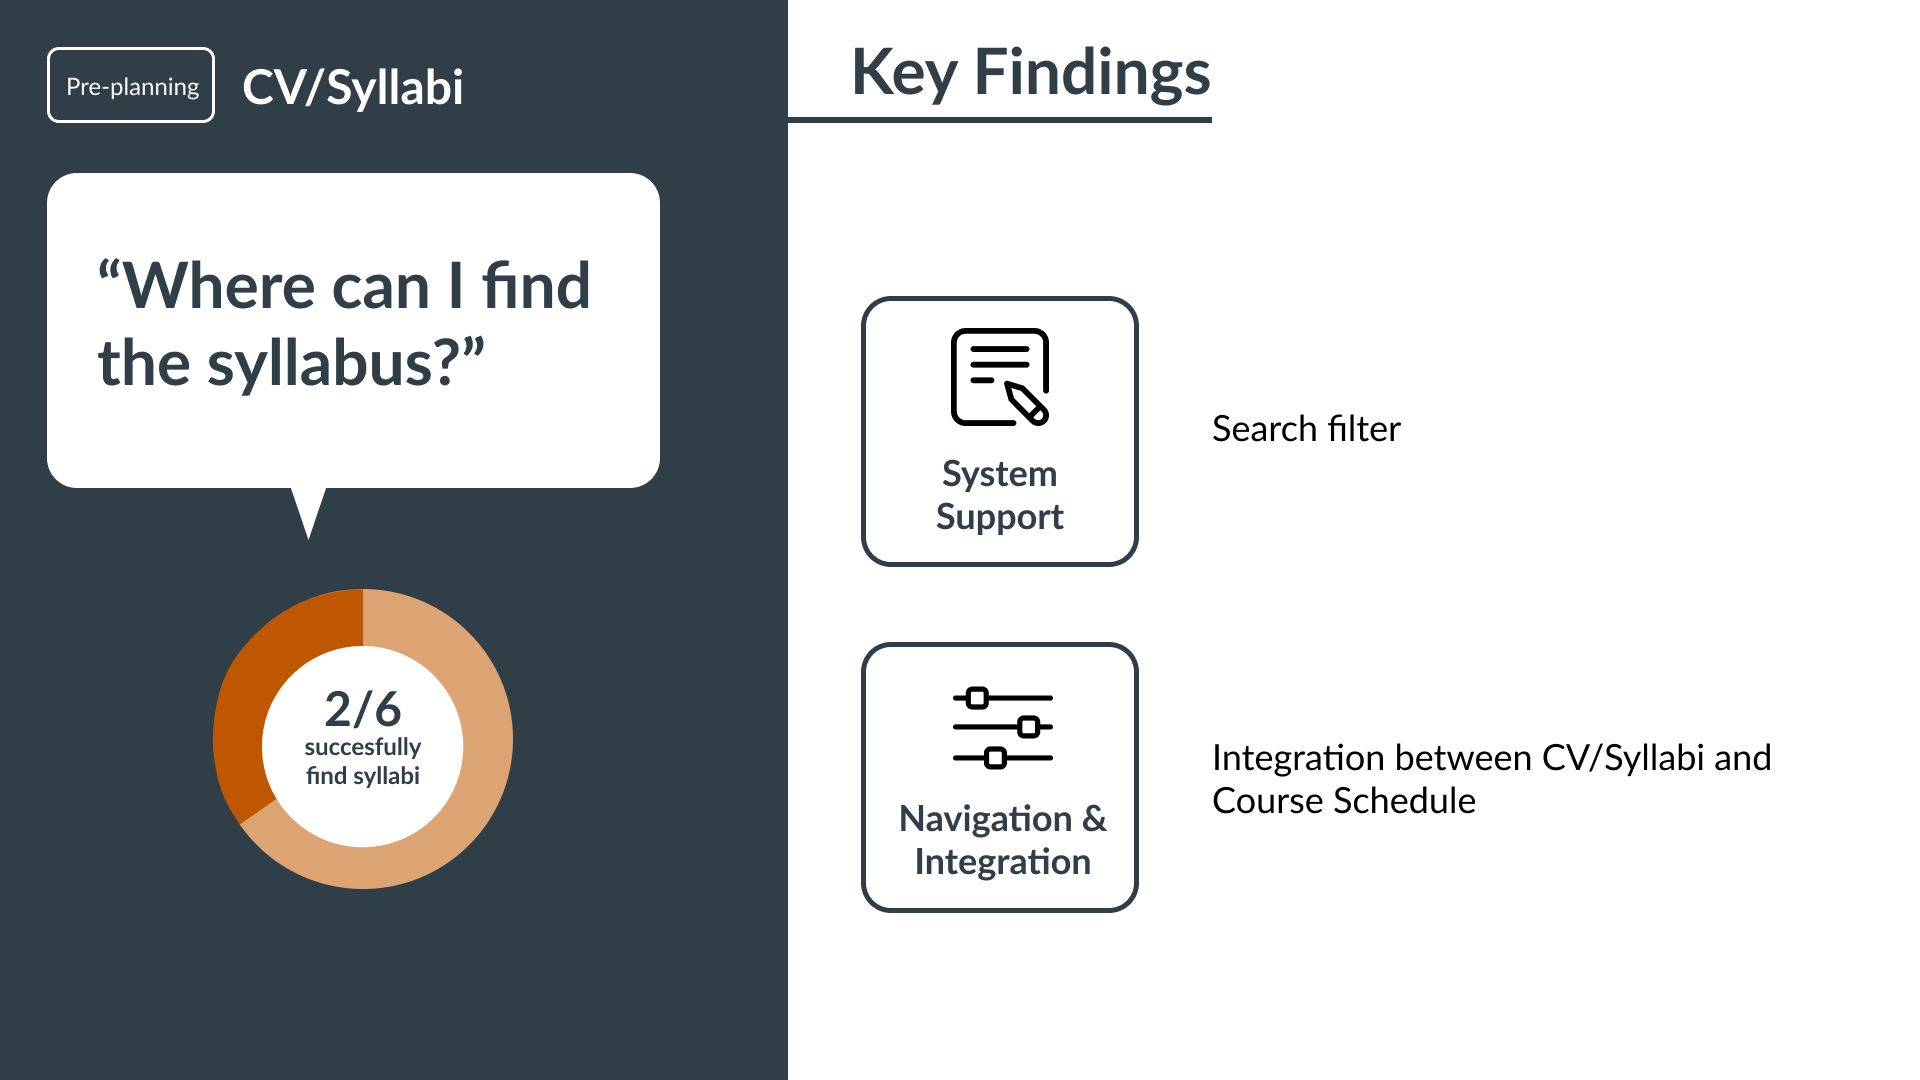 Pre-planning
CV/Syllabi
“Where can I find
the syllabus?”
2/6
succesfully
find syllabi
Key Findings
System
Support
Search filter
Navigation &
Integration
Integration between CV/Syllabi and
Course Schedule